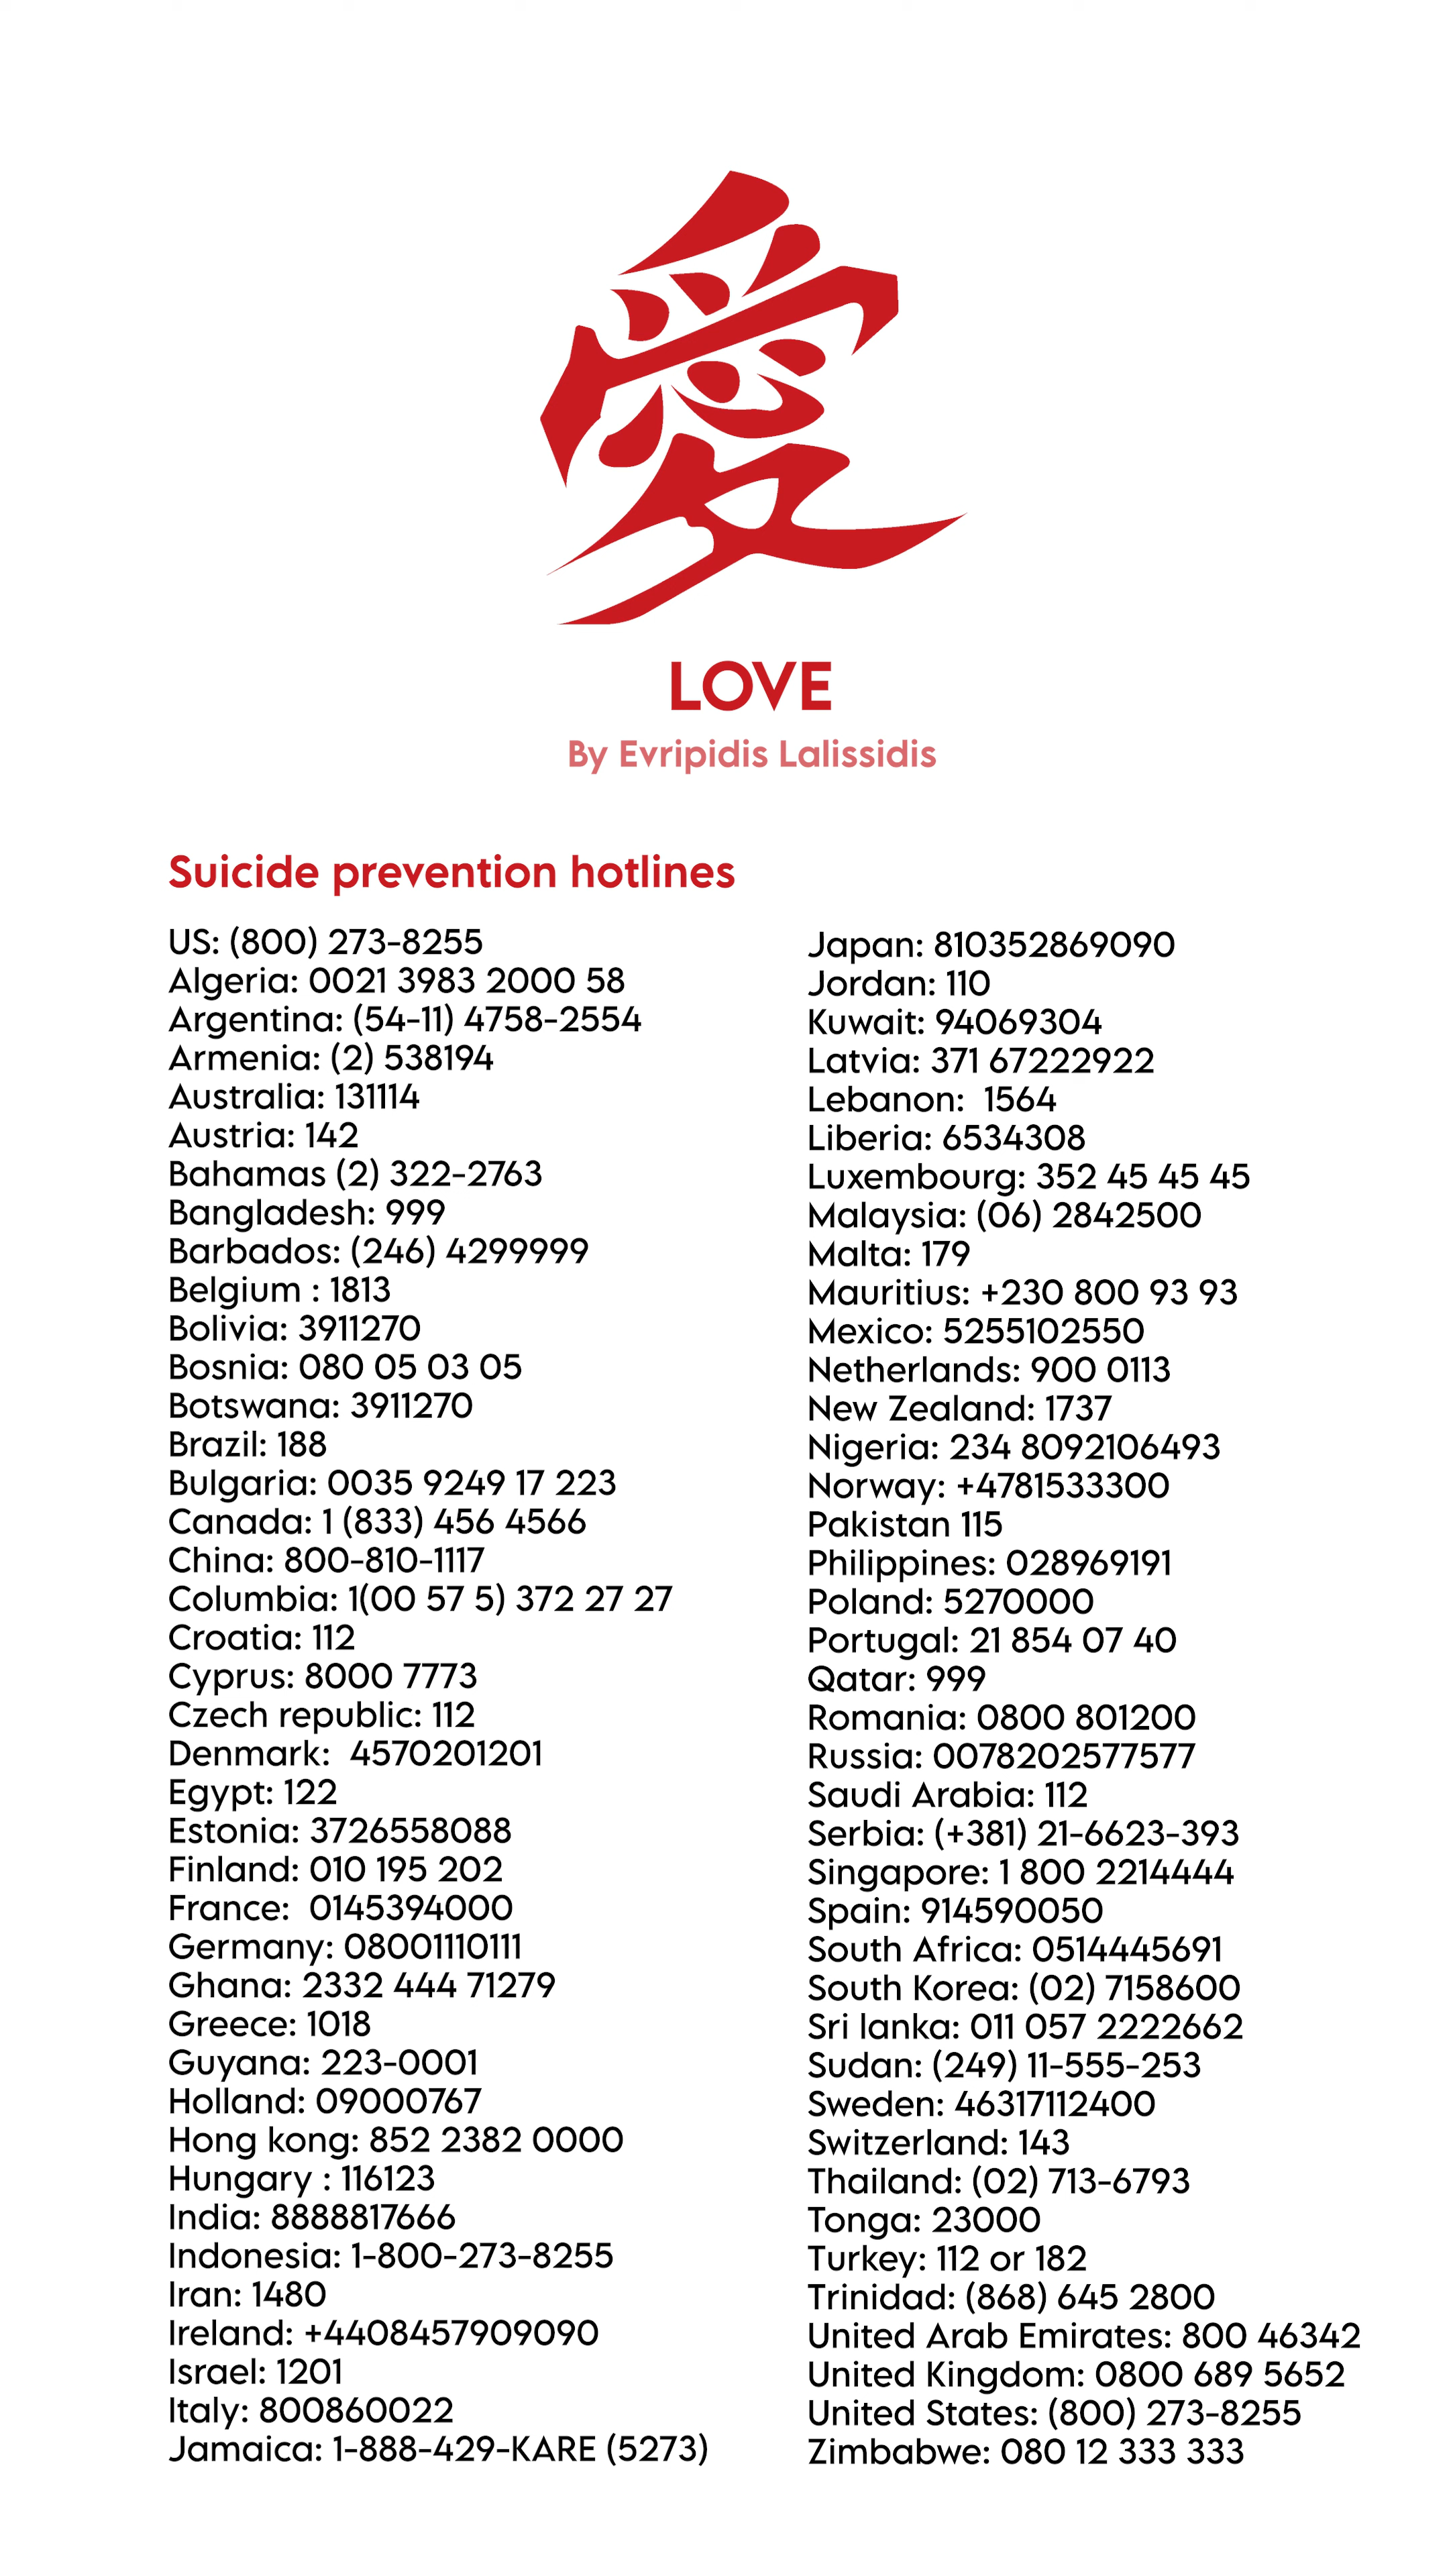 愛
LOVE
By Evripidis Lalissidis
Suicide prevention hotlines
US: (800) 273-8255
Algeria: 0021 3983 2000 58
Argentina: (54-11) 4758-2554
Armenia: (2) 538194
Australia: 131114
Austria: 142
Bahamas (2) 322-2763
Bangladesh: 999
Barbados: (246) 4299999
Belgium : 1813
Bolivia: 3911270
Bosnia: 080 05 03 05
Botswana: 3911270
Brazil: 188
Bulgaria: 0035 9249 17 223
Canada: 1 (833) 456 4566
China: 800-810-1117
Columbia: 1(00 57 5) 372 27 27
Croatia: 112
Cyprus: 8000 7773
Czech republic: 112
Denmark:  4570201201
Egypt: 122
Estonia: 3726558088
Finland: 010 195 202
France:  0145394000
Germany: 08001110111
Ghana: 2332 444 71279
Greece: 1018
Guyana: 223-0001
Holland: 09000767
Hong kong: 852 2382 0000
Hungary : 116123
India: 8888817666
Indonesia: 1-800-273-8255
Iran: 1480
Ireland: +4408457909090
Israel: 1201
Italy: 800860022
Jamaica: 1-888-429-KARE (5273)
Japan: 810352869090
Jordan: 110
Kuwait: 94069304
Latvia: 371 67222922
Lebanon:  1564
Liberia: 6534308
Luxembourg: 352 45 45 45
Malaysia: (06) 2842500
Malta: 179
Mauritius: +230 800 93 93
Mexico: 5255102550
Netherlands: 900 0113
New Zealand: 1737
Nigeria: 234 8092106493
Norway: +4781533300
Pakistan 115
Philippines: 028969191
Poland: 5270000
Portugal: 21 854 07 40
Qatar: 999
Romania: 0800 801200
Russia: 0078202577577
Saudi Arabia: 112
Serbia: (+381) 21-6623-393
Singapore: 1 800 2214444
Spain: 914590050
South Africa: 0514445691
South Korea: (02) 7158600
Sri lanka: 011 057 2222662
Sudan: (249) 11-555-253
Sweden: 46317112400
Switzerland: 143
Thailand: (02) 713-6793
Tonga: 23000
Turkey: 112 or 182
Trinidad: (868) 645 2800
United Arab Emirates: 800 46342
United Kingdom: 0800 689 5652
United States: (800) 273-8255
Zimbabwe: 080 12 333 333